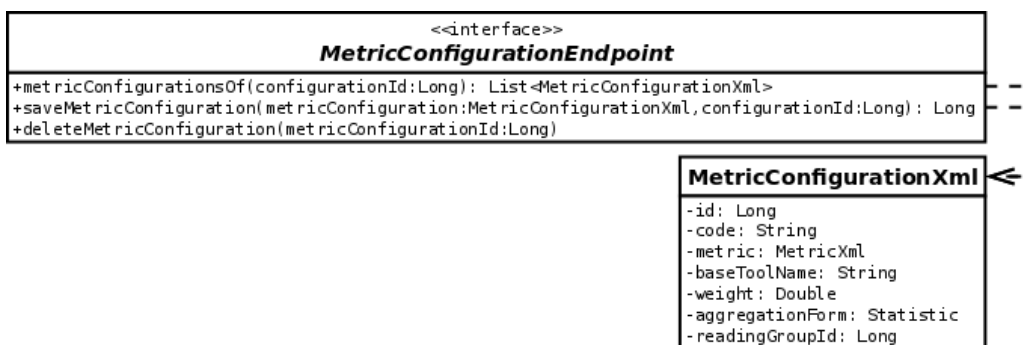 <<interface>>
MetricConfigurationEndpoint
+metricConfigurationsOf(configurationId:Long): List<MetricConfigurationXml>
+saveMetricConfiguration(metricConfiguration:MetricConfigurationXml,configurationId:Long): Long
+deleteMetricConfiguration(metricConfigurationId:Long)
MetricConfigurationXml
-id: Long
-code: String
-metric: MetricXml
-baseToolName: String
-weight: Double
-aggregationForm: Statistic
-readingGroupId: Long